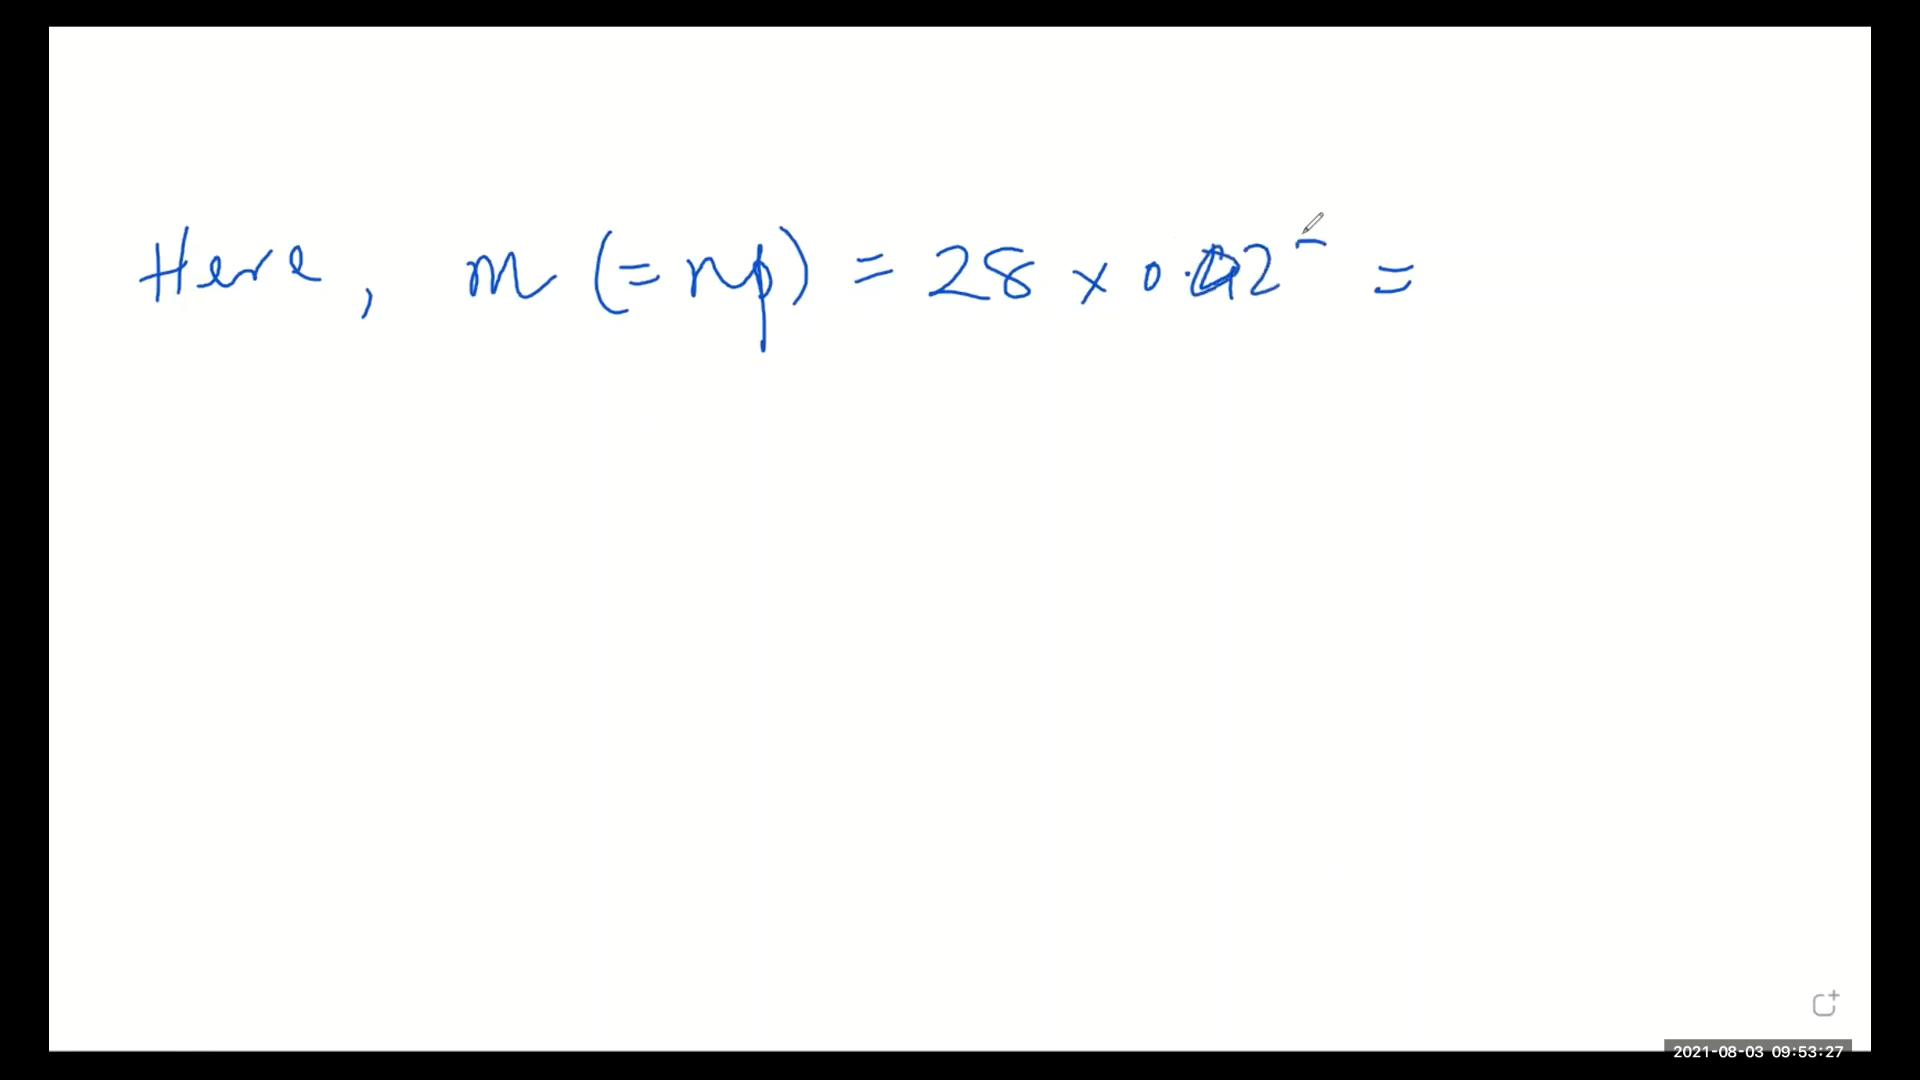 Here, m (= np) = 28 × 0.  2 =
2021-08-03 09:53:27